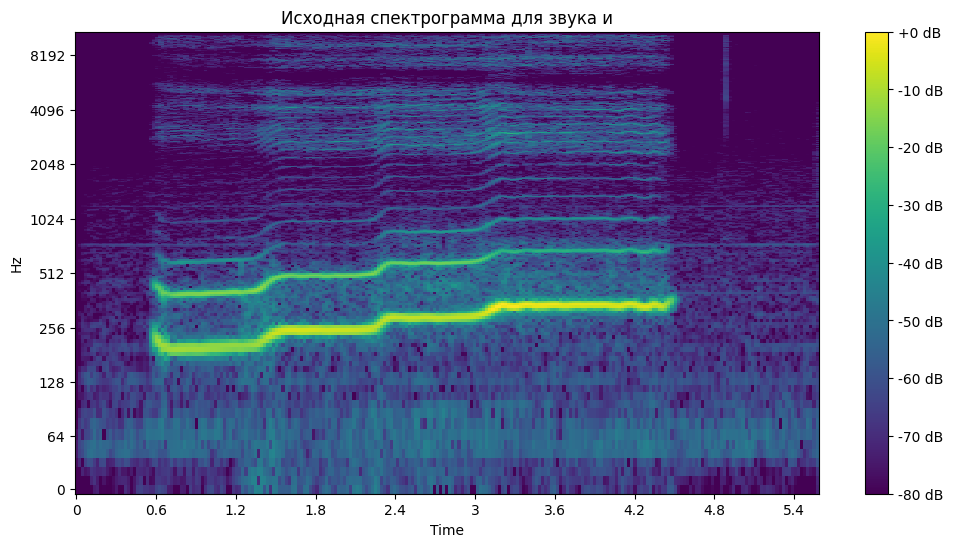 Исходная спектрограмма для звука и
Hz
8192
4096
2048
1024
512
256
128
64
0
0 0.6 1.2 1.8 2.4 3 3.6 4.2 4.8 5.4
Time
+0 dB
-10 dB
-20 dB
-30 dB
-40 dB
-50 dB
-60 dB
-70 dB
-80 dB